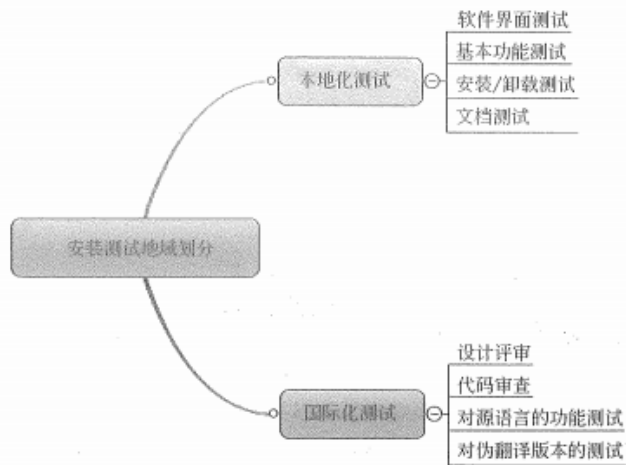 安装测试地域划分
本地化测试
软件界面测试
基本功能测试
安装/卸载测试
文档测试
国际化测试
设计评审
代码审查
对源语言的功能测试
对伪翻译版本的测试